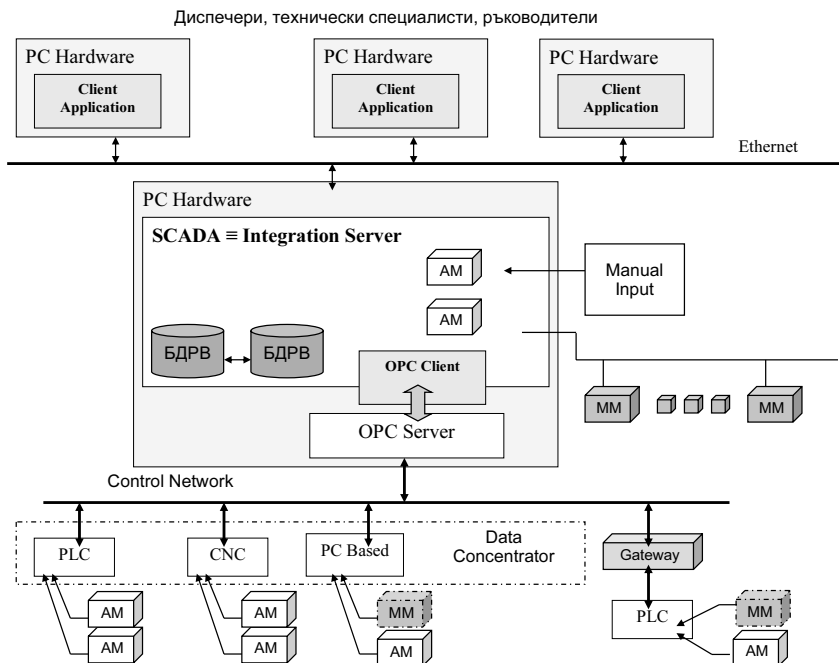 Диспечери, технически специалисти, ръководители
PC Hardware
Client
Application
PC Hardware
Client
Application
PC Hardware
Client
Application
Ethernet
PC Hardware
SCADA ≡ Integration Server
AM
AM
Manual
Input
БДРВ
БДРВ
OPC Client
OPC Server
MM
MM
Control Network
PLC
CNC
PC Based
Data
Concentrator
Gateway
AM
AM
AM
AM
MM
AM
PLC
MM
AM